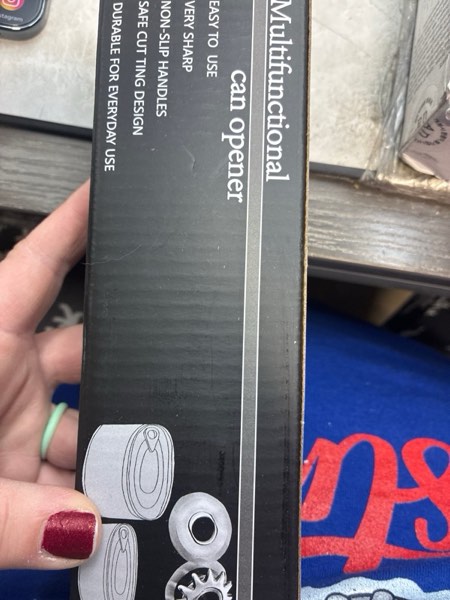 Multifunctional
can opener
EASY TO USE
VERY SHARP
NON-SLIP HANDLES
SAFE CUT TING DESIGN
DURABLE FOR EVERYDAY USE